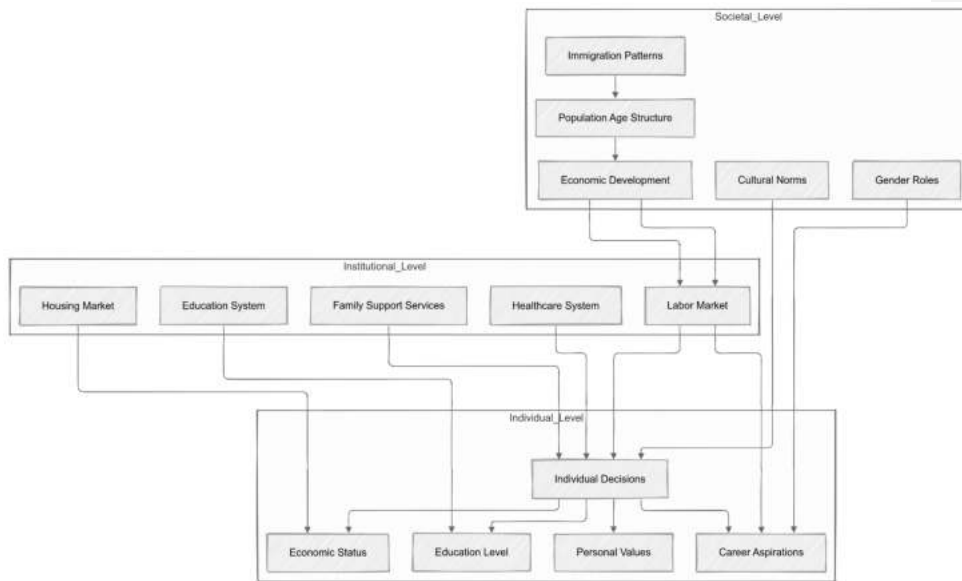 Societal_Level
Immigration Patterns
Population Age Structure
Economic Development
Cultural Norms
Gender Roles
Institutional_Level
Housing Market
Education System
Family Support Services
Healthcare System
Labor Market
Individual_Level
Individual Decisions
Economic Status
Education Level
Personal Values
Career Aspirations